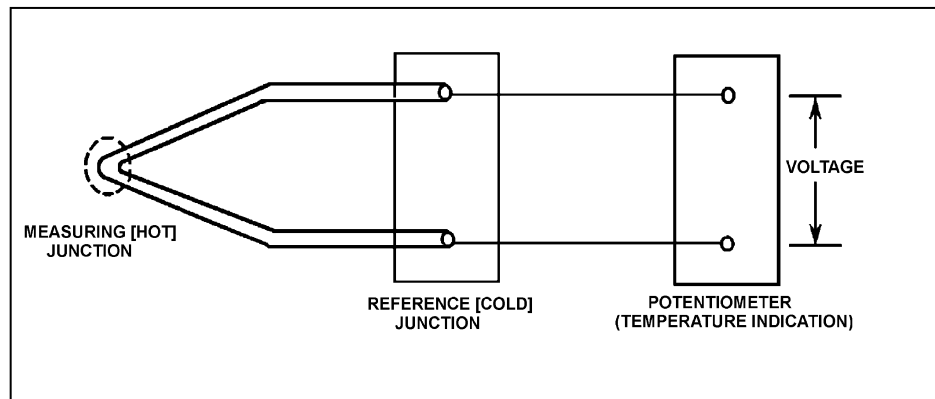 MEASURING [HOT]
JUNCTION
REFERENCE [COLD]
JUNCTION
POTENTIOMETER
(TEMPERATURE INDICATION)
VOLTAGE